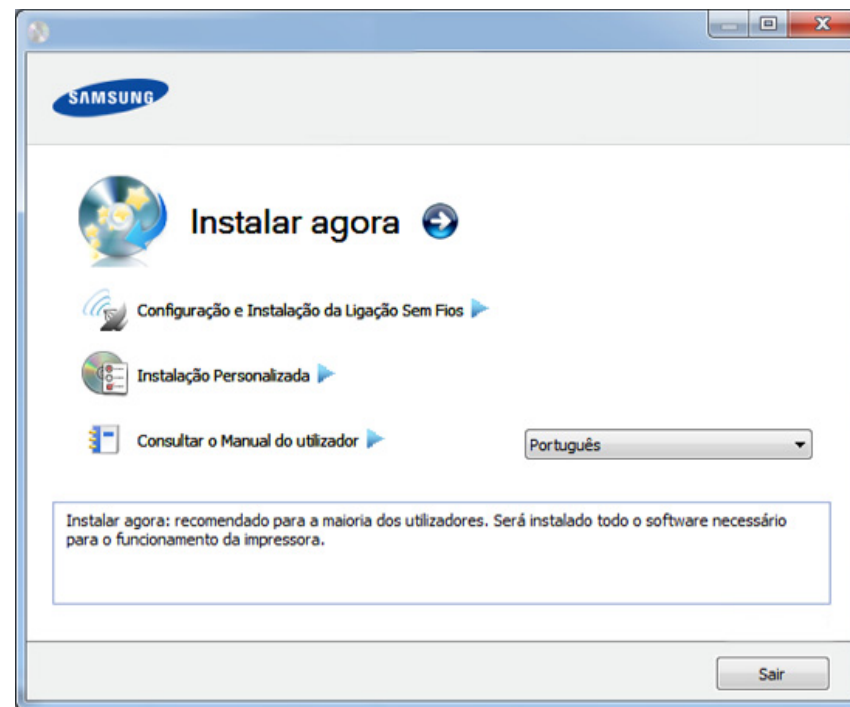 SAMSUNG
Instalar agora
Configuração e Instalação da Ligação Sem Fios
Instalação Personalizada
Consultar o Manual do utilizador
Português
Instalar agora: recomendado para a maioria dos utilizadores. Será instalado todo o software necessário
para o funcionamento da impressora.
Sair